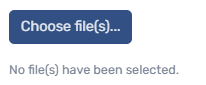 Choose file(s)...
No file(s) have been selected.